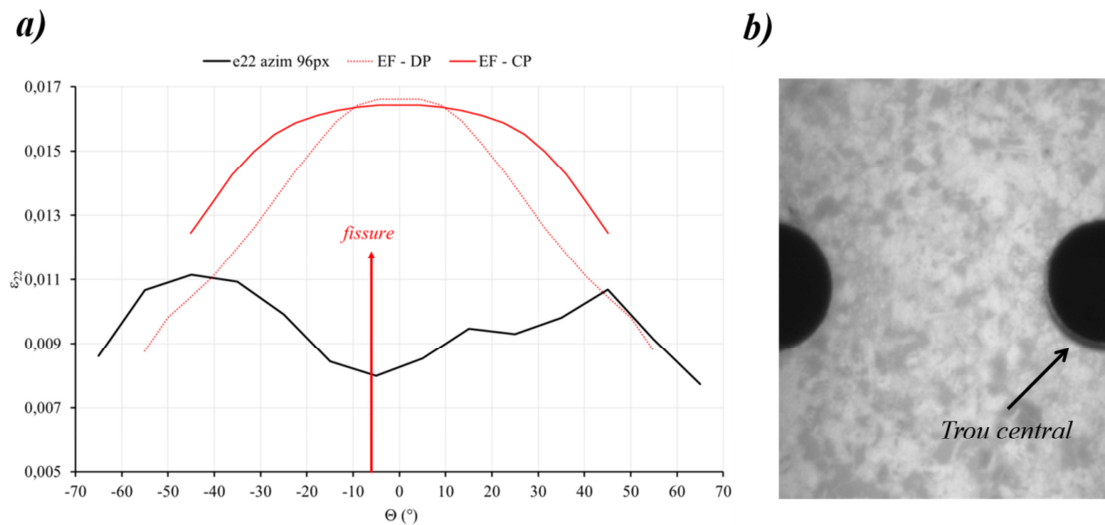 a)
e22 azim 96px
EF - DP
EF - CP
0,017
0,015
0,013
0,011
0,009
0,007
0,005
ε22
fissure
-70 -60 -50 -40 -30 -20 -10 0 10 20 30 40 50 60 70
Θ (°)
b)
Trou central